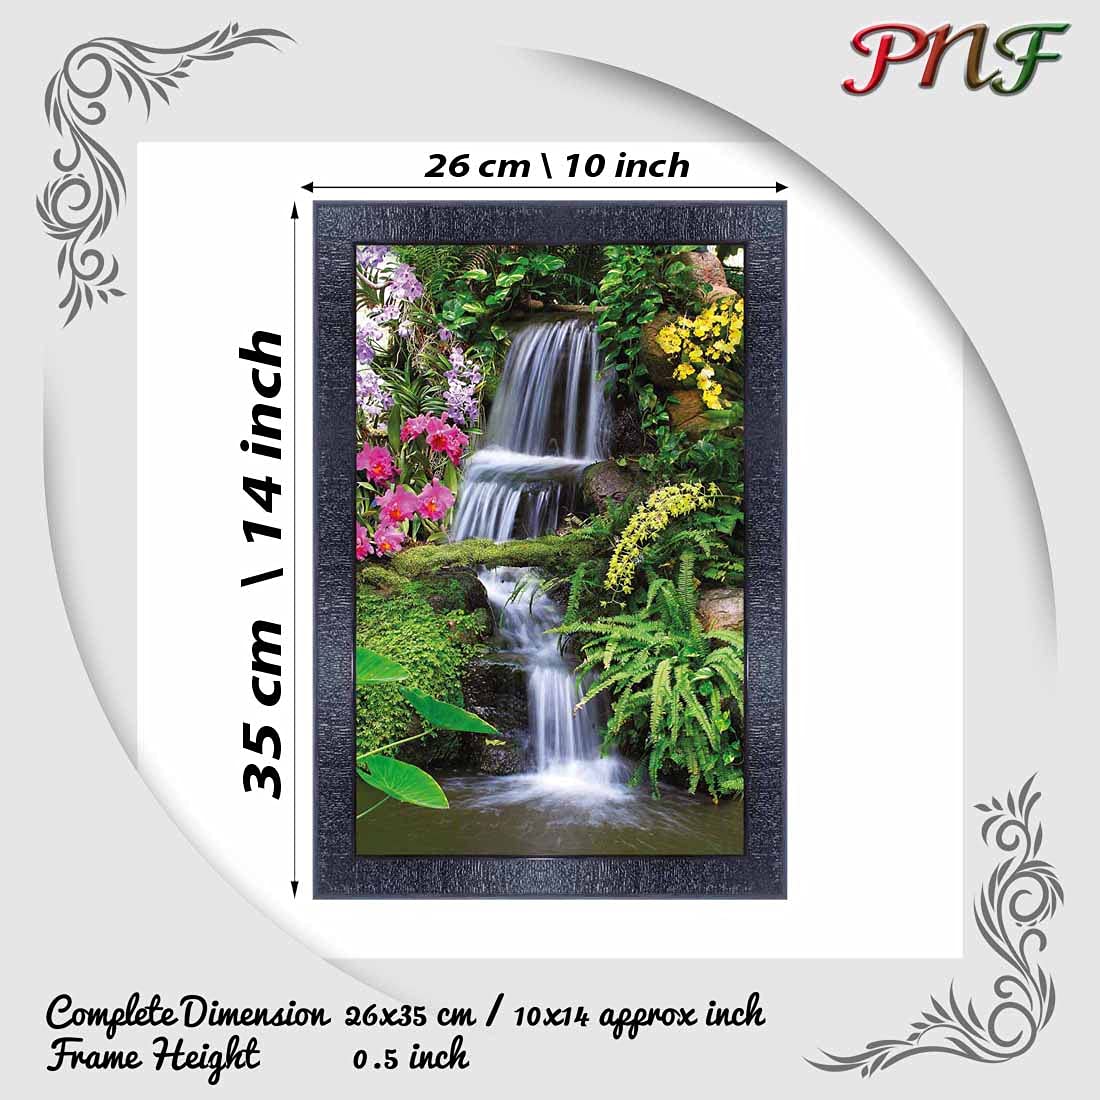 PNF
26 cm \ 10 inch
35 cm \ 14 inch
Complete Dimension 26x35 cm / 10x14 approx inch
Frame Height 0.5 inch